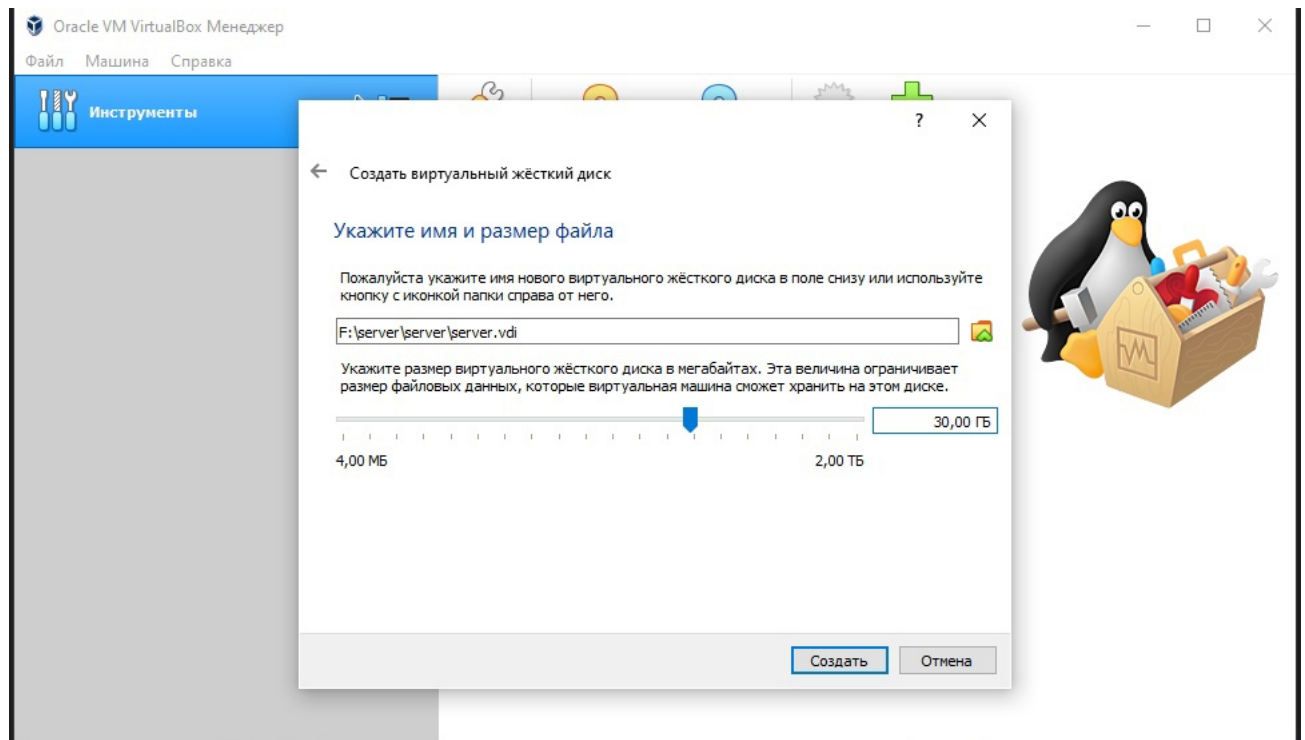 Oracle VM VirtualBox Менеджер
Файл Машина Справка
Инструменты
?
Создать виртуальный жёсткий диск
Укажите имя и размер файла
Пожалуйста укажите имя нового виртуального жёсткого диска в поле снизу или используйте
кнопку с иконкой папки справа от него.
F:\server\server\server.vdi
Укажите размер виртуального жёсткого диска в мегабайтах. Эта величина ограничивает
размер файловых данных, которые виртуальная машина сможет хранить на этом диске.
30,00 ГБ
4,00 МБ 2,00 ТБ
Создать Отмена